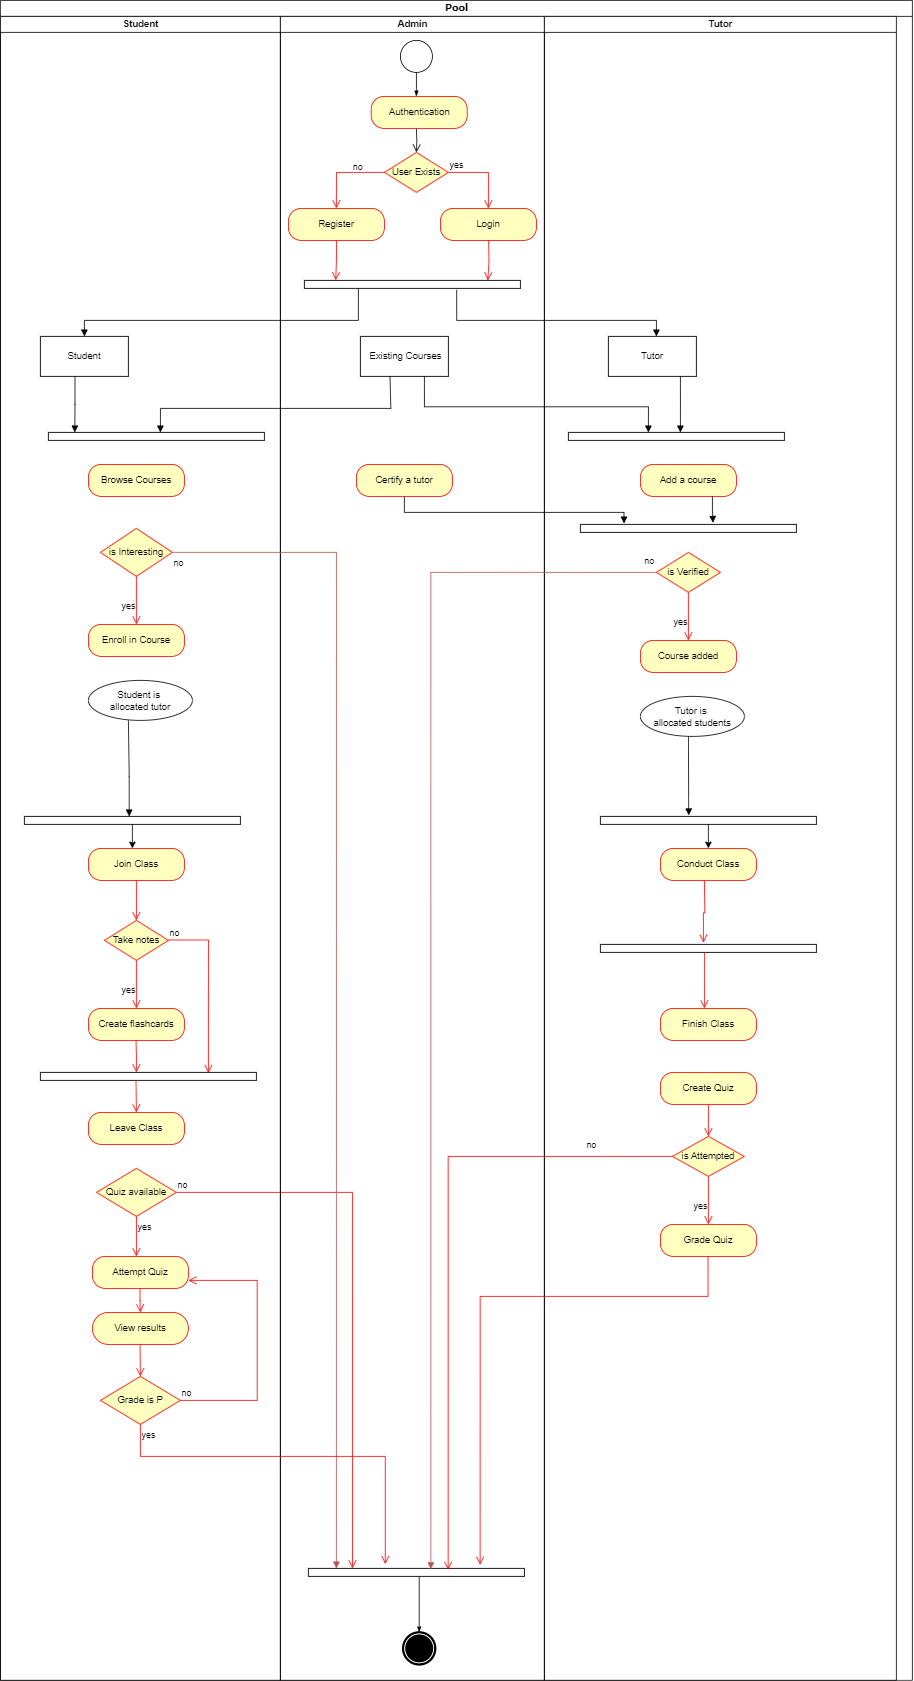 Pool
Student
Admin
Tutor
Authentication
no
User Exists
yes
Register
Login
Student
Existing Courses
Tutor
Browse Courses
Certify a tutor
Add a course
is Interesting
no
no
is Verified
yes
yes
Enroll in Course
Course added
Student is
allocated tutor
Tutor is
allocated students
Join Class
Conduct Class
Take notes
no
yes
Create flashcards
Finish Class
Create Quiz
Leave Class
no
is Attempted
Quiz available
no
yes
yes
Grade Quiz
Attempt Quiz
View results
Grade is P
no
yes